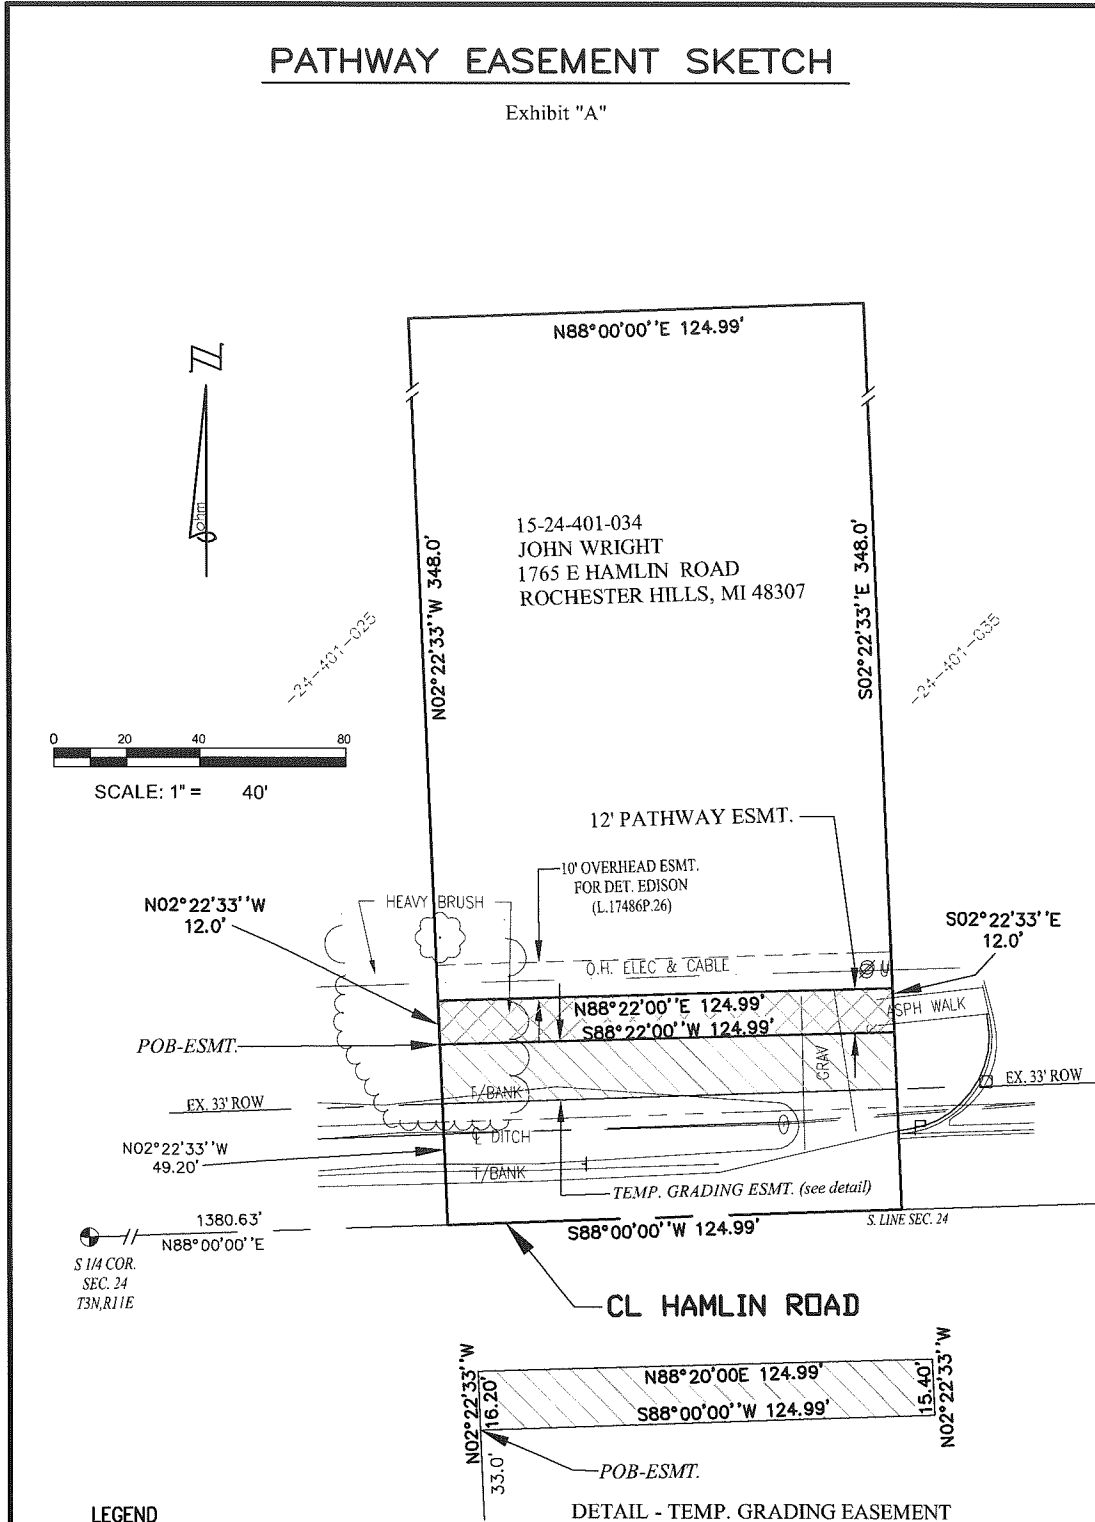 PATHWAY EASEMENT SKETCH
Exhibit "A"
N88°00'00''E 124.99'
ohm
15-24-401-034
JOHN WRIGHT
1765 E HAMLIN ROAD
ROCHESTER HILLS, MI 48307
N02°22'33''W 348.0'
S02°22'33''E 348.0'
-24-401-025
-24-401-035
0 20 40 80
SCALE: 1" = 40'
12' PATHWAY ESMT.
10' OVERHEAD ESMT.
FOR DET. EDISON
(L.17486P.26)
HEAVY BRUSH
N02°22'33''W
12.0'
S02°22'33''E
12.0'
O.H. ELEC & CABLE
N88°22'00''E 124.99'
S88°22'00''W 124.99'
ASPH WALK
POB-ESMT.
GRAV
T/BANK
EX. 33' ROW
EX. 33' ROW
℄ DITCH
N02°22'33''W
49.20'
T/BANK
TEMP. GRADING ESMT. (see detail)
1380.63'
N88°00'00''E
S88°00'00''W 124.99'
S. LINE SEC. 24
S 1/4 COR.
SEC. 24
T3N,R11E
CL HAMLIN ROAD
N02°22'33''W
16.20'
N88°20'00E 124.99'
S88°00'00''W 124.99'
15.40'
N02°22'33''W
33.0'
POB-ESMT.
LEGEND
DETAIL - TEMP. GRADING EASEMENT